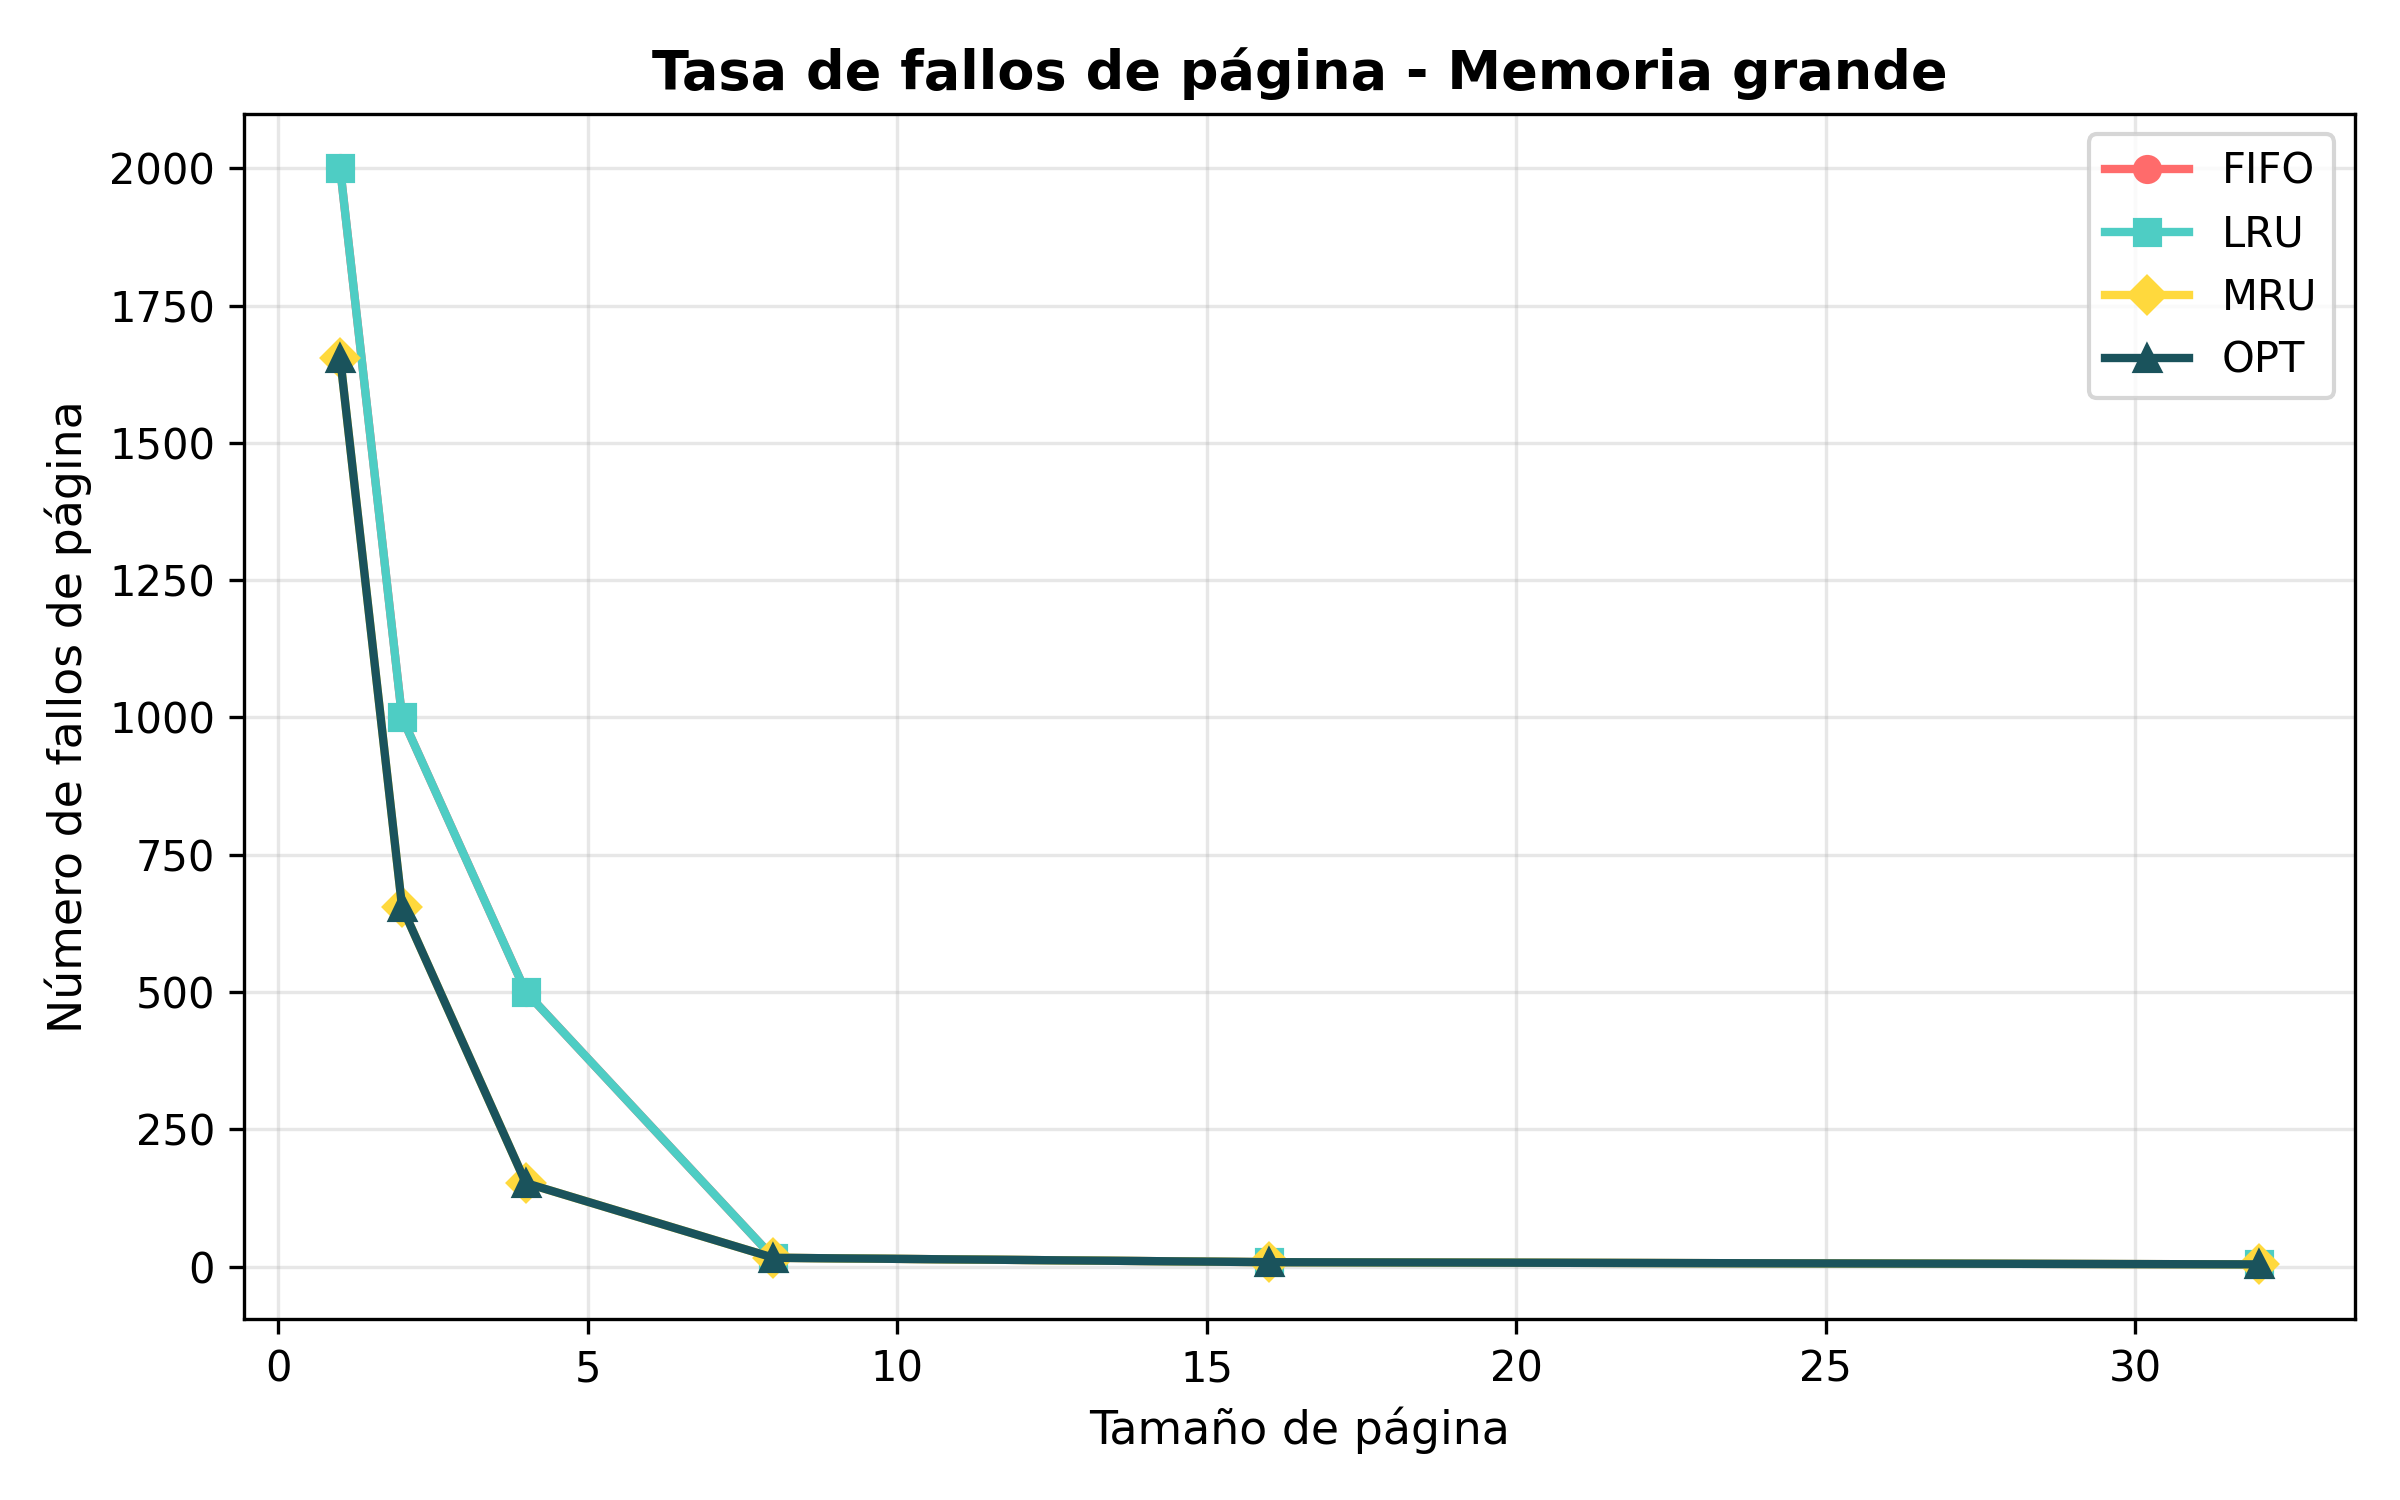 Tasa de fallos de página - Memoria grande
FIFO
LRU
MRU
OPT
2000
1750
1500
1250
1000
750
500
250
0
Número de fallos de página
0 5 10 15 20 25 30
Tamaño de página